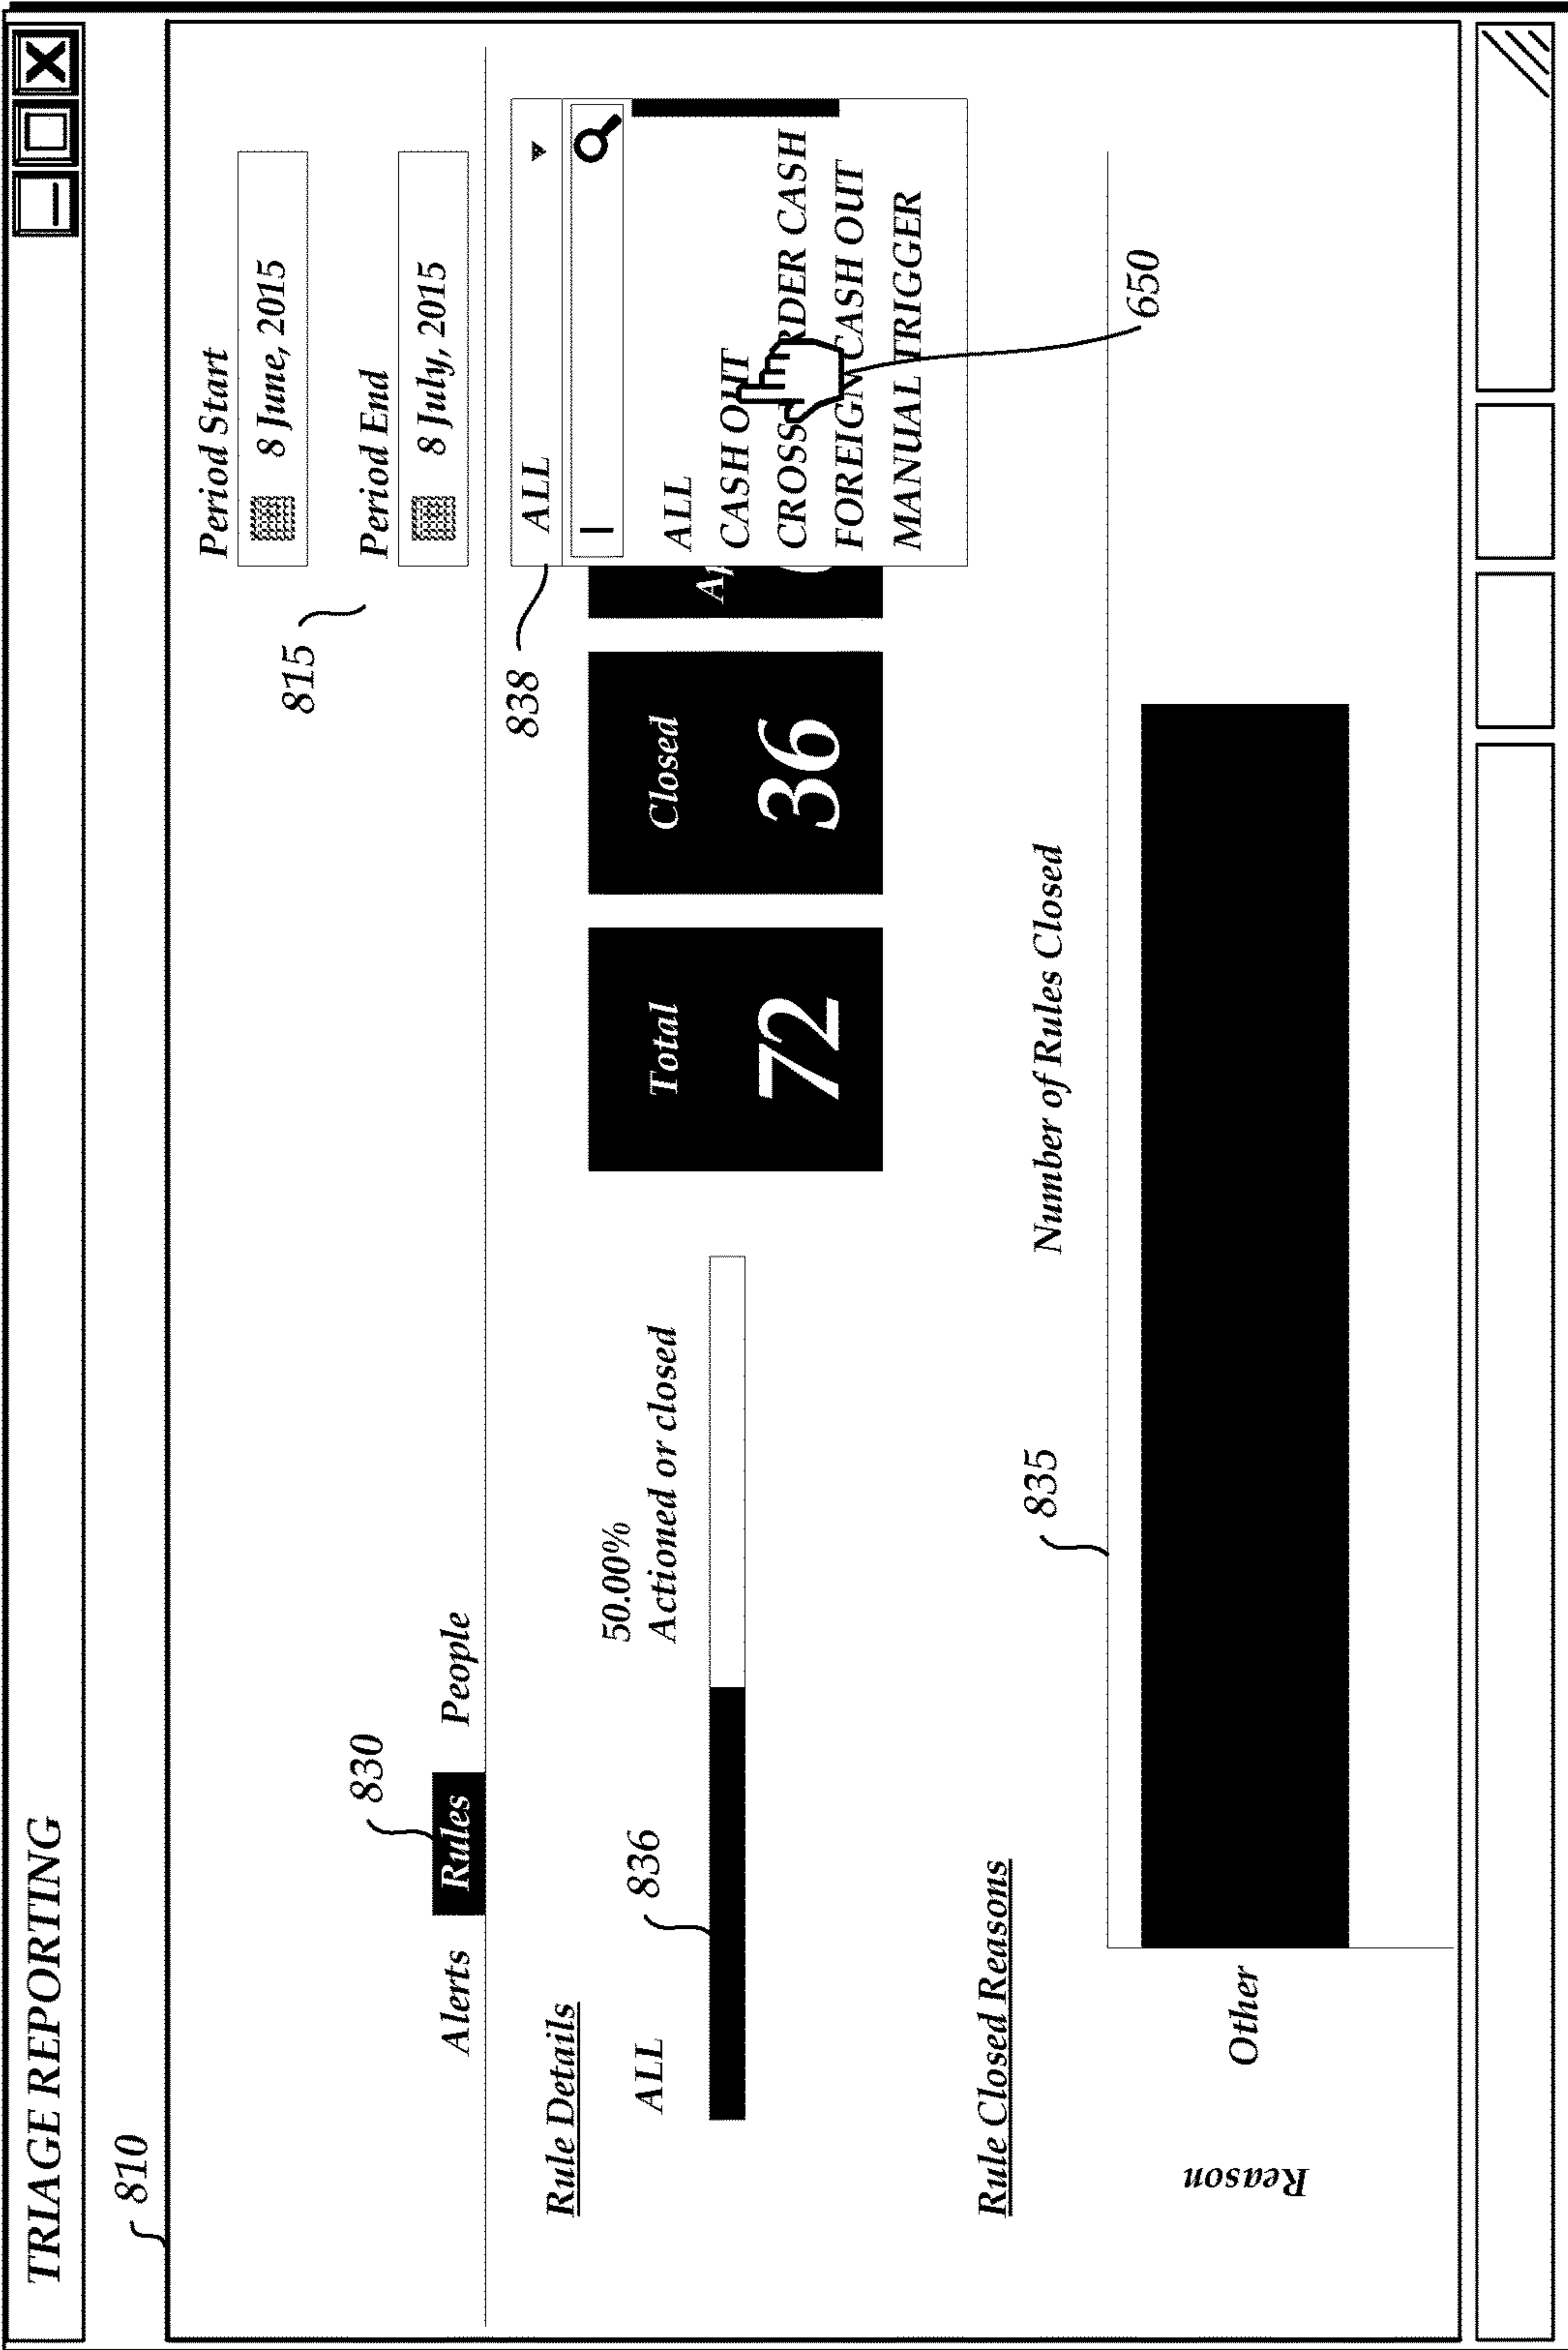 TRIAGE REPORTING
810
Period Start
8 June, 2015
815
Period End
8 July, 2015
830
Alerts Rules People
838
ALL
Rule Details
ALL
836
50.00%
Actioned or closed
Total
72
Closed
36
ALL
CASH OUT
DER CASH
FOREIGN CASH OUT
MANUAL TRIGGER
650
Rule Closed Reasons
835
Number of Rules Closed
Reason
Other